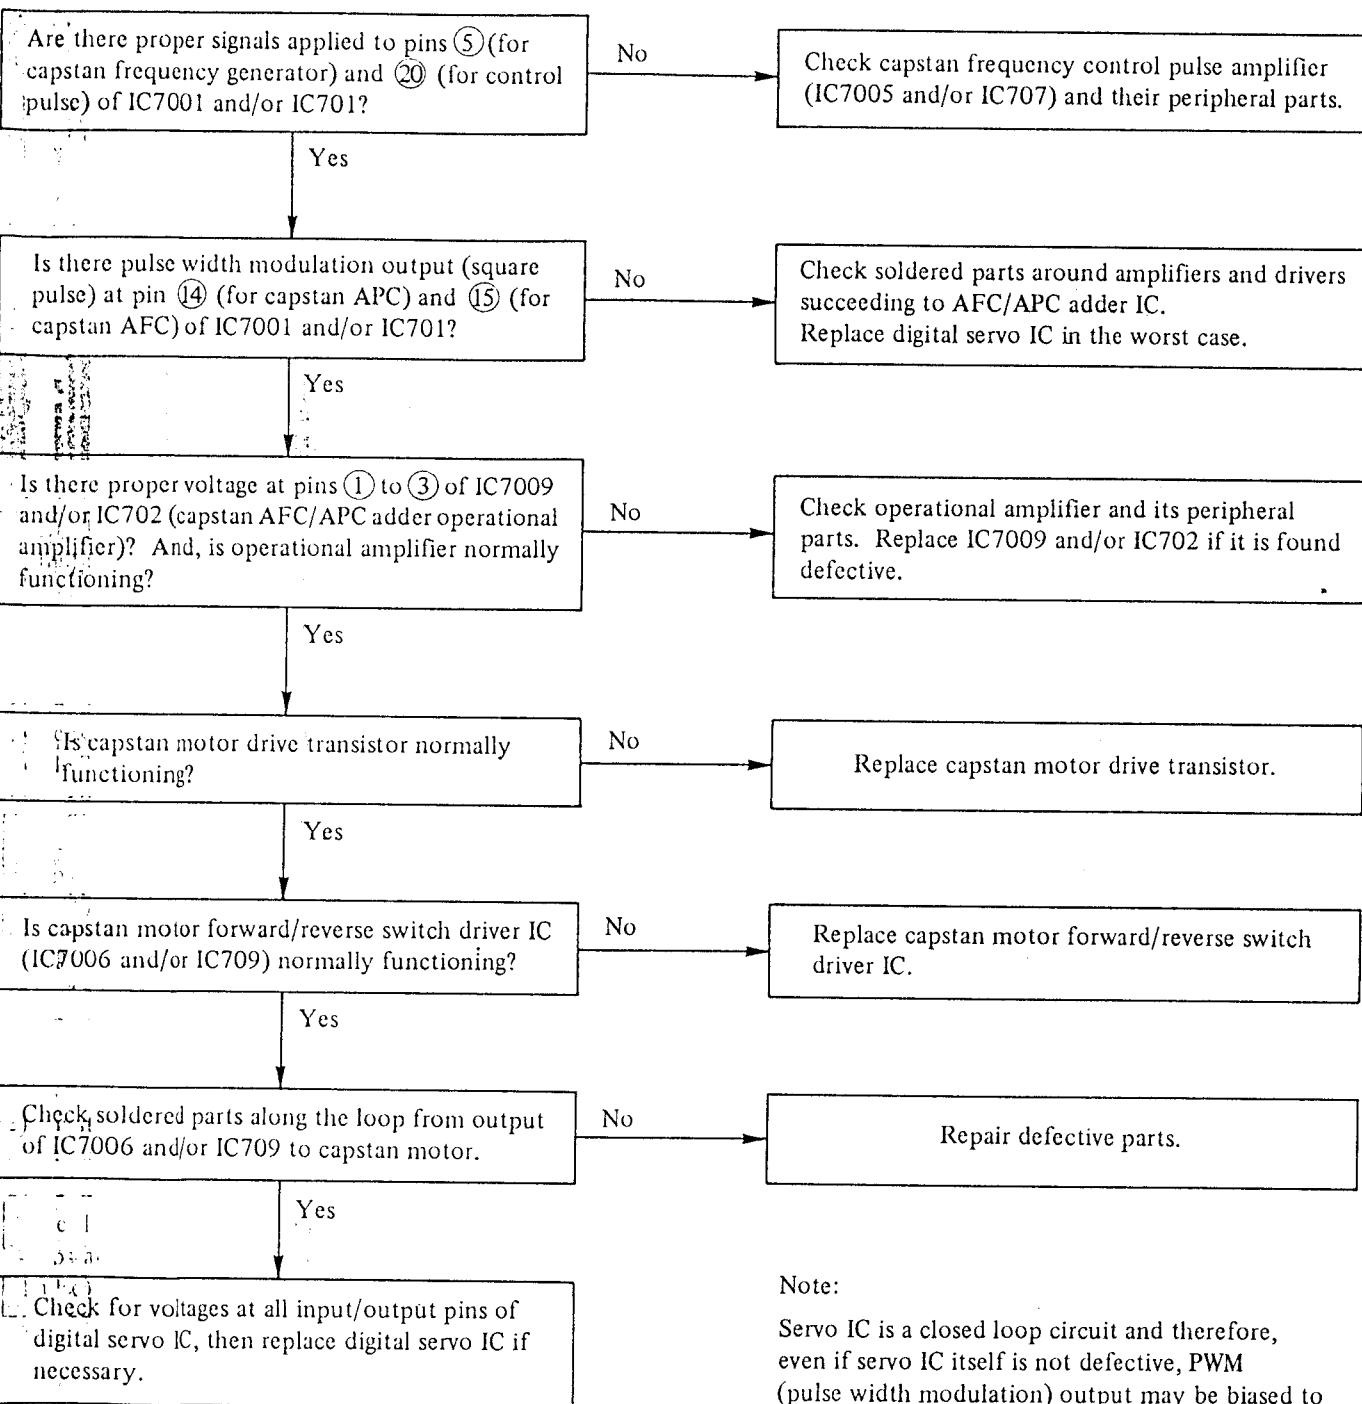 Are there proper signals applied to pins ⑤ (for
capstan frequency generator) and ⑳ (for control
pulse) of IC7001 and/or IC701?
No
Check capstan frequency control pulse amplifier
(IC7005 and/or IC707) and their peripheral parts.
Yes
Is there pulse width modulation output (square
pulse) at pin ⑭ (for capstan APC) and ⑮ (for
capstan AFC) of IC7001 and/or IC701?
No
Check soldered parts around amplifiers and drivers
succeeding to AFC/APC adder IC.
Replace digital servo IC in the worst case.
Yes
Is there proper voltage at pins ① to ③ of IC7009
and/or IC702 (capstan AFC/APC adder operational
amplifier)? And, is operational amplifier normally
functioning?
No
Check operational amplifier and its peripheral
parts. Replace IC7009 and/or IC702 if it is found
defective.
Yes
Is capstan motor drive transistor normally
functioning?
No
Replace capstan motor drive transistor.
Yes
Is capstan motor forward/reverse switch driver IC
(IC7006 and/or IC709) normally functioning?
No
Replace capstan motor forward/reverse switch
driver IC.
Yes
Check soldered parts along the loop from output
of IC7006 and/or IC709 to capstan motor.
No
Repair defective parts.
Yes
Check for voltages at all input/output pins of
digital servo IC, then replace digital servo IC if
necessary.
Note:
Servo IC is a closed loop circuit and therefore,
even if servo IC itself is not defective, PWM
(pulse width modulation) output may be biased to